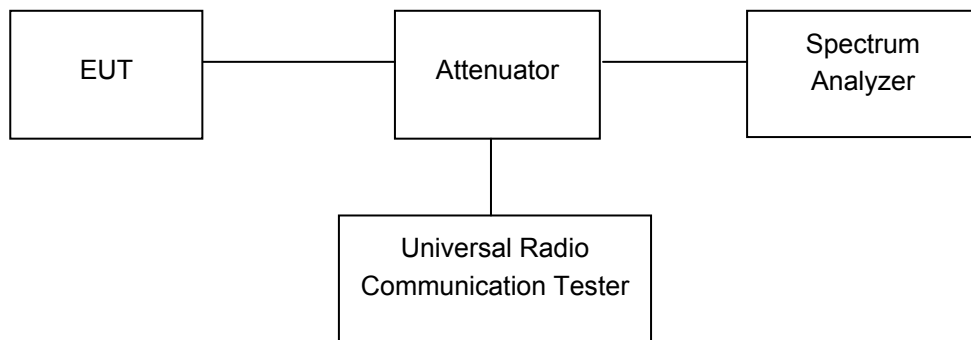 EUT
Attenuator
Spectrum
Analyzer
Universal Radio
Communication Tester